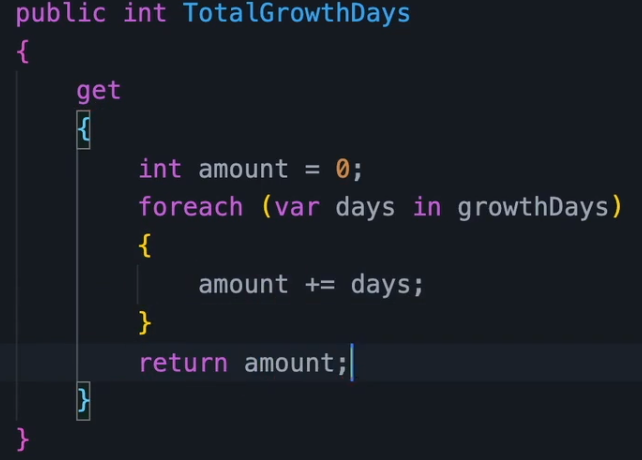 public int TotalGrowthDays
{
get
{
int amount = 0;
foreach (var days in growthDays)
{
amount += days;
}
return amount;
}
}